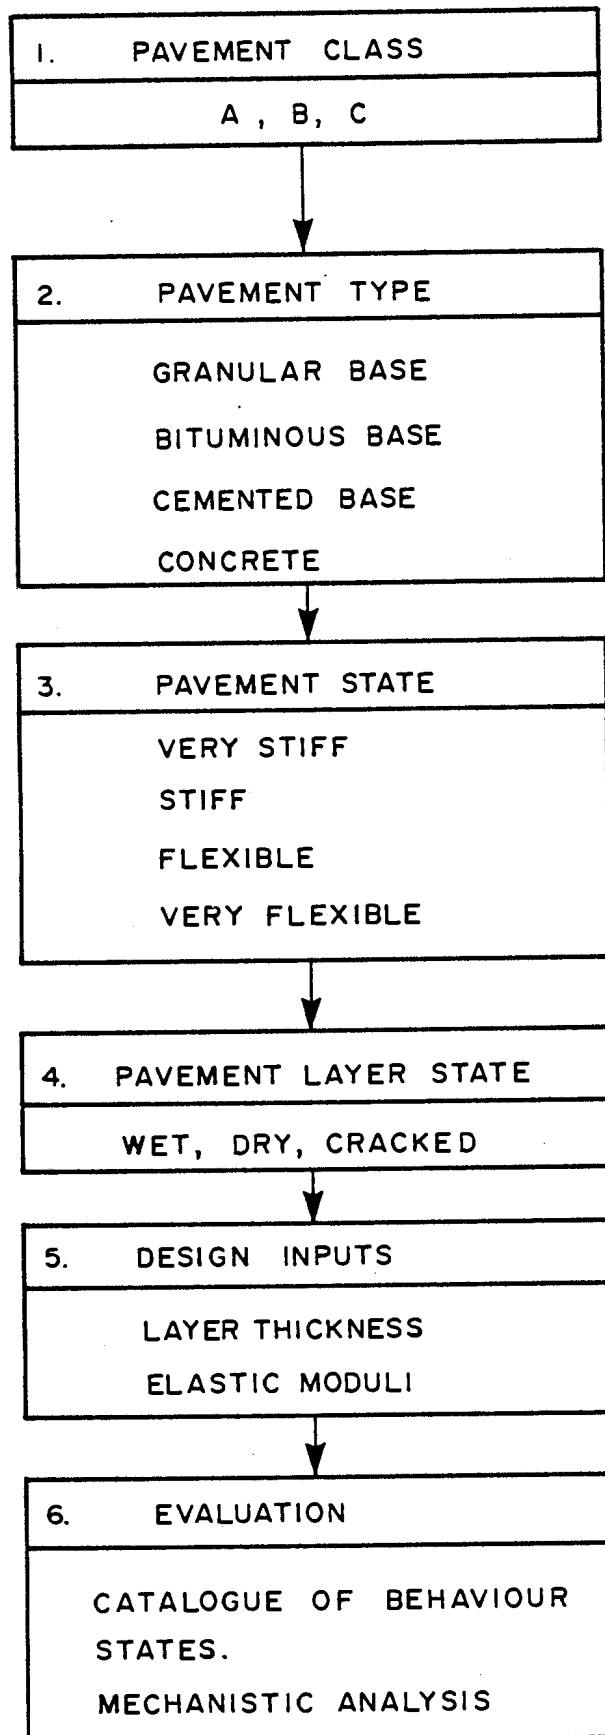 1. PAVEMENT CLASS
A, B, C
2. PAVEMENT TYPE
GRANULAR BASE
BITUMINOUS BASE
CEMENTED BASE
CONCRETE
3. PAVEMENT STATE
VERY STIFF
STIFF
FLEXIBLE
VERY FLEXIBLE
4. PAVEMENT LAYER STATE
WET, DRY, CRACKED
5. DESIGN INPUTS
LAYER THICKNESS
ELASTIC MODULI
6. EVALUATION
CATALOGUE OF BEHAVIOUR
STATES.
MECHANISTIC ANALYSIS